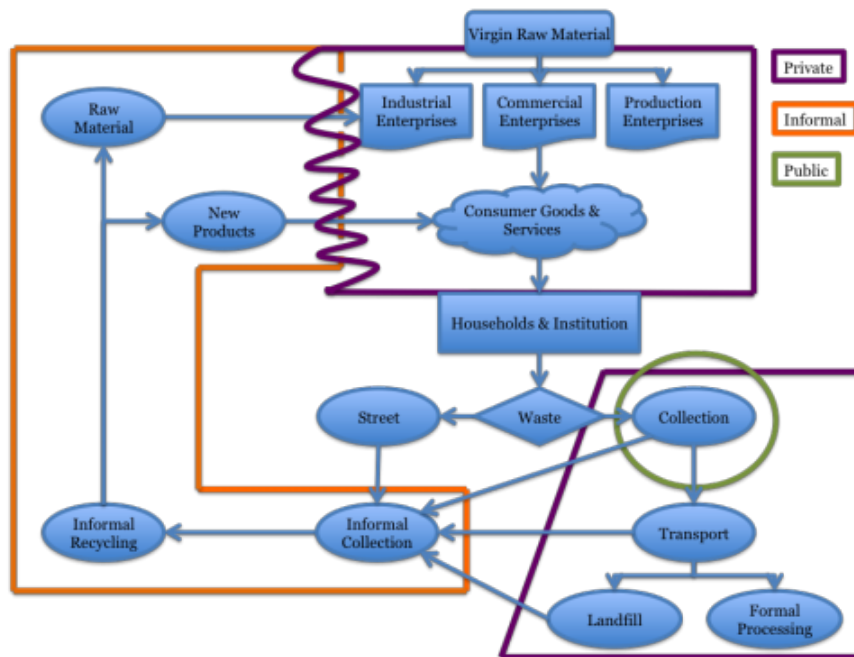 Virgin Raw Material
Private
Industrial
Enterprises
Commercial
Enterprises
Production
Enterprises
Raw
Material
Informal
Public
New
Products
Consumer Goods &
Services
Households & Institution
Street
Waste
Collection
Informal
Recycling
Informal
Collection
Transport
Landfill
Formal
Processing